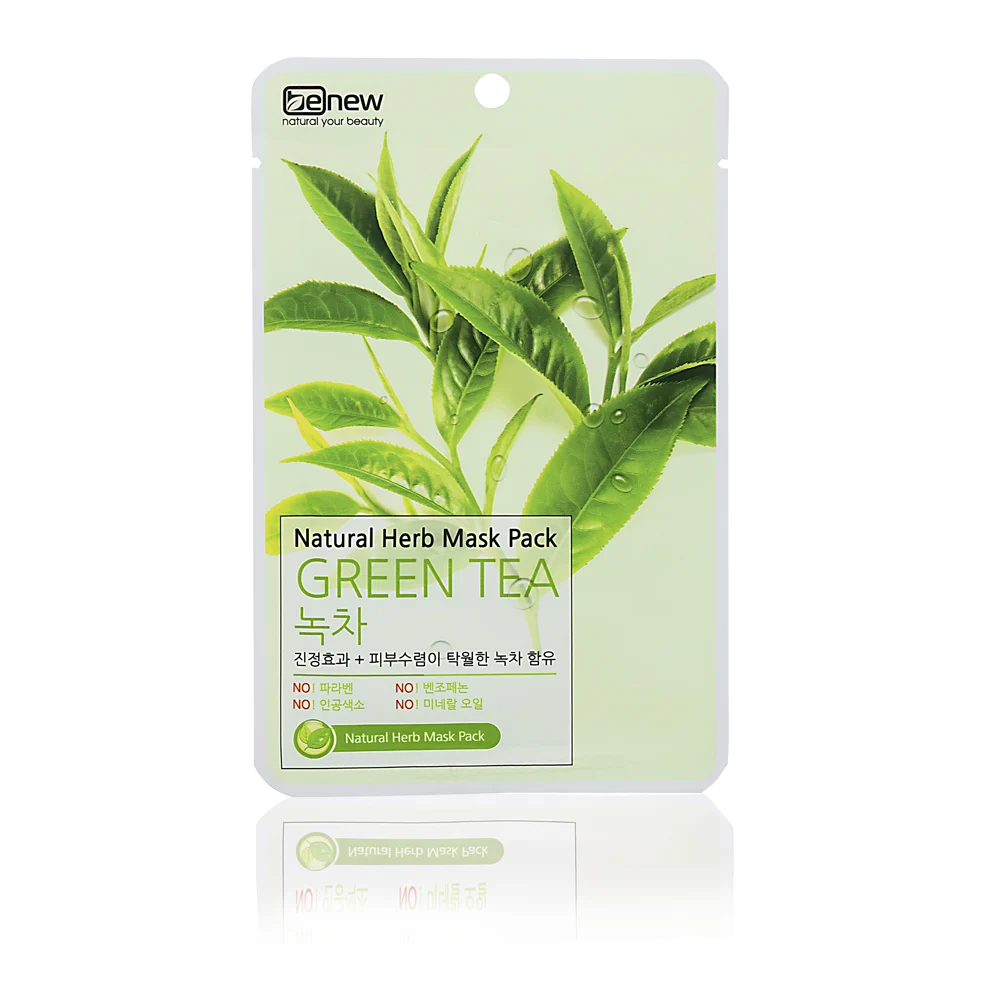 benew
natural your beauty
Natural Herb Mask Pack
GREEN TEA
녹차
진정효과 + 피부수렴이 탁월한 녹차 함유
NO! 파라벤 NO! 벤조페논
NO! 인공색소 NO! 미네랄 오일
Natural Herb Mask Pack